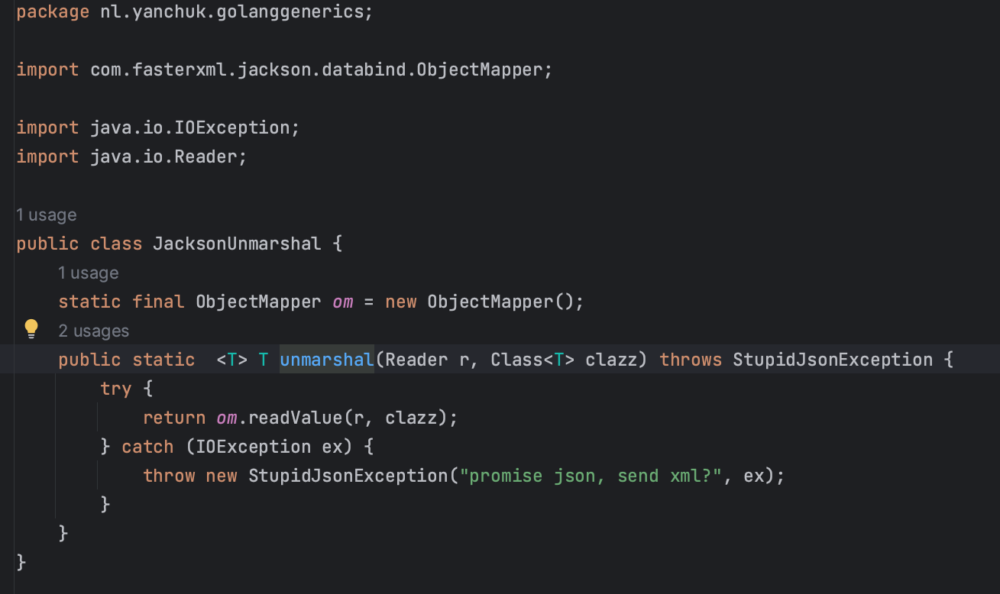 package nl.yanchuk.golanggenerics;
import com.fasterxml.jackson.databind.ObjectMapper;
import java.io.IOException;
import java.io.Reader;
1 usage
public class JacksonUnmarshal {
1 usage
static final ObjectMapper om = new ObjectMapper();
2 usages
public static  <T> T unmarshal(Reader r, Class<T> clazz) throws StupidJsonException {
try {
return om.readValue(r, clazz);
} catch (IOException ex) {
throw new StupidJsonException("promise json, send xml?", ex);
}
}
}